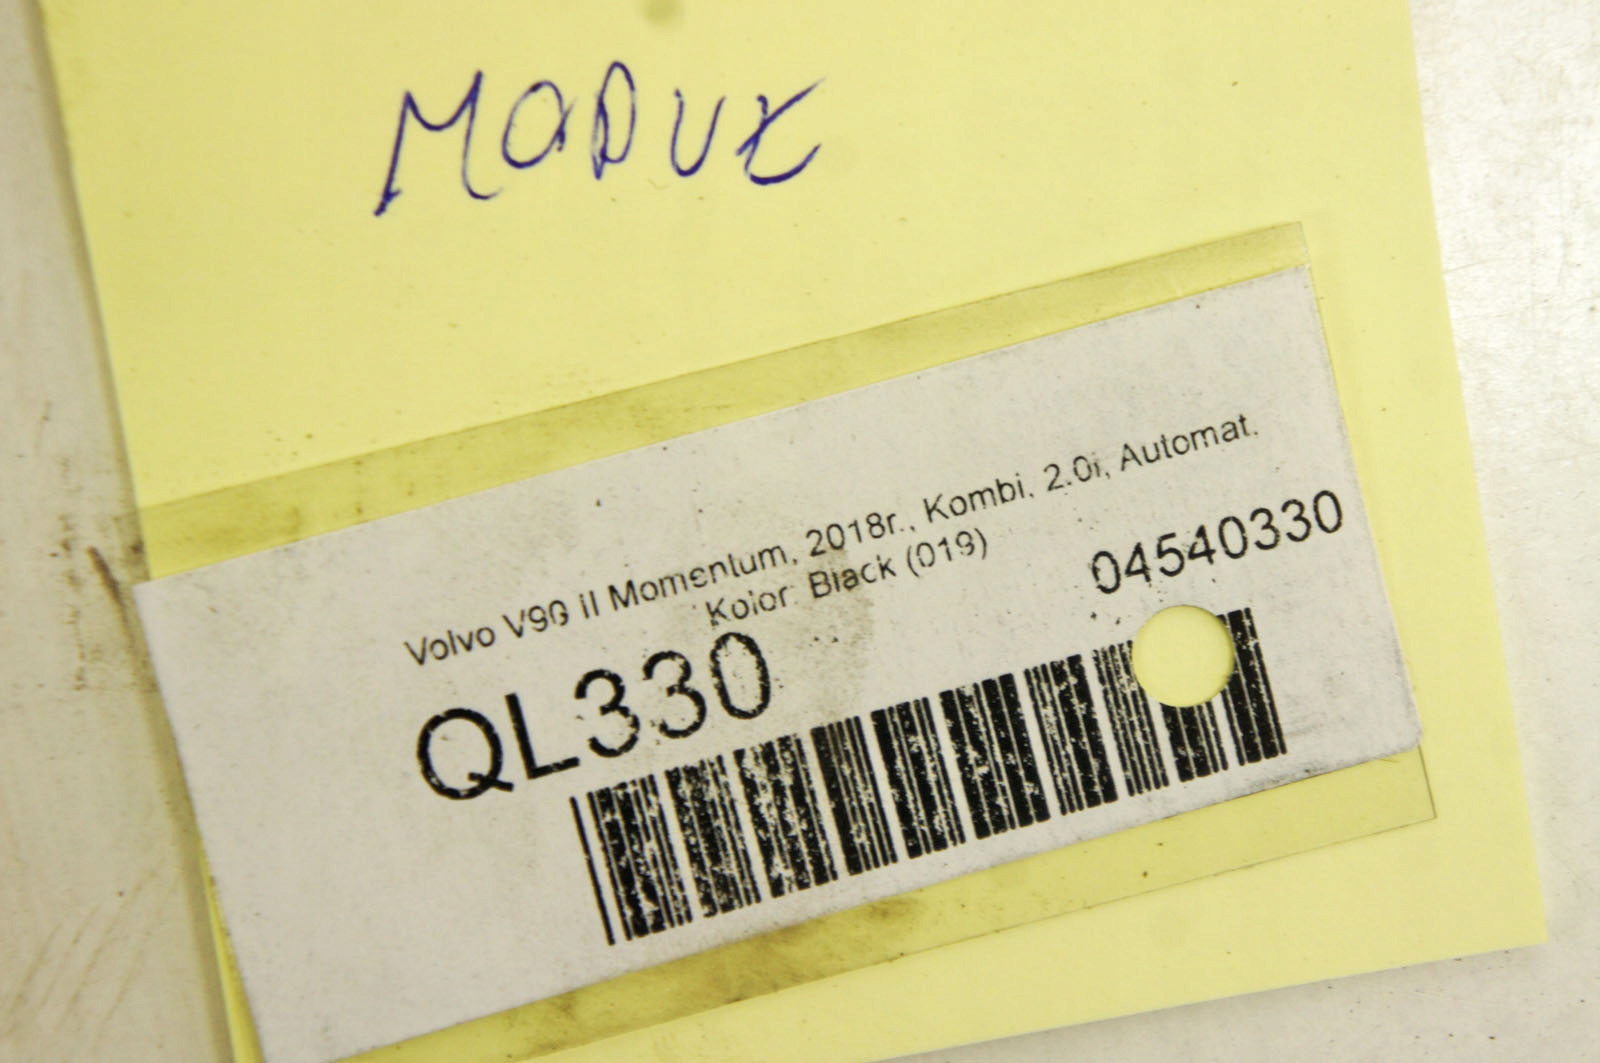 MODUŁ
Volvo V90 II Momentum, 2018r., Kombi, 2.0i, Automat.
Kolor: Black (019)
04540330
QL330